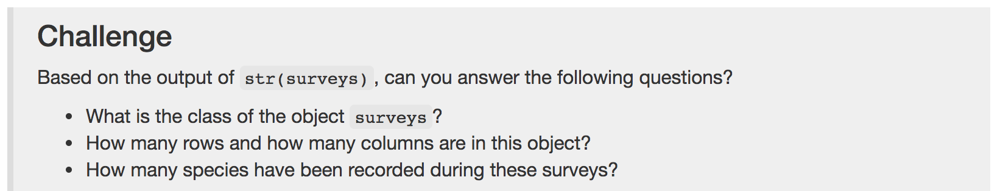 Challenge
Based on the output of str(surveys), can you answer the following questions?
• What is the class of the object surveys?
• How many rows and how many columns are in this object?
• How many species have been recorded during these surveys?